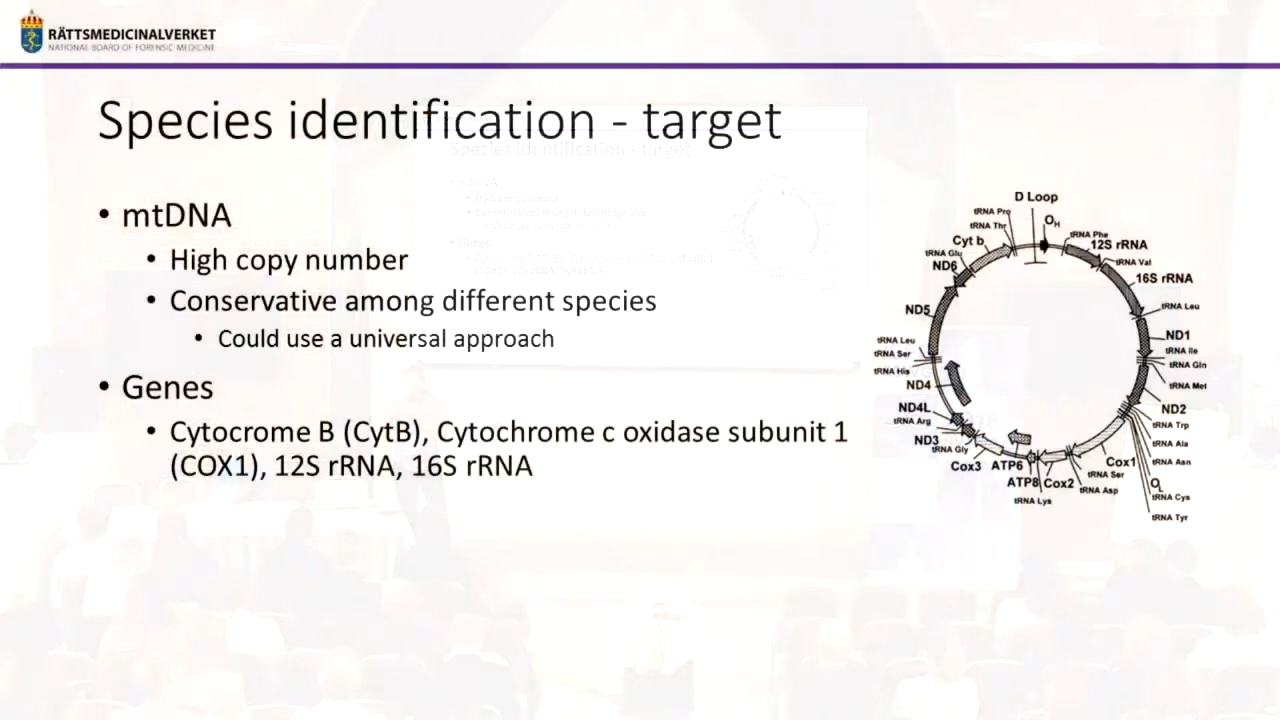 RÄTTSMEDICINALVERKET
NATIONAL BOARD OF FORENSIC MEDICINE
Species identification - target
• mtDNA
• High copy number
• Conservative among different species
• Could use a universal approach
• Genes
• Cytocrome B (CytB), Cytochrome c oxidase subunit 1
(COX1), 12S rRNA, 16S rRNA
D Loop
OH
tRNA Pro
tRNA Thr
Cyt b
tRNA Glu
ND6
ND5
tRNA Leu
tRNA Ser
tRNA His
ND4
ND4L
tRNA Arg
ND3
tRNA Gly
Cox3
ATP6
ATP8
Cox2
tRNA Lys
tRNA Asp
tRNA Ser
Cox1
OL
tRNA Tyr
tRNA Cys
tRNA Asn
tRNA Ala
tRNA Trp
ND2
tRNA Met
tRNA Gln
tRNA Ile
ND1
tRNA Leu
16S rRNA
tRNA Val
12S rRNA
tRNA Phe
Species identification - target